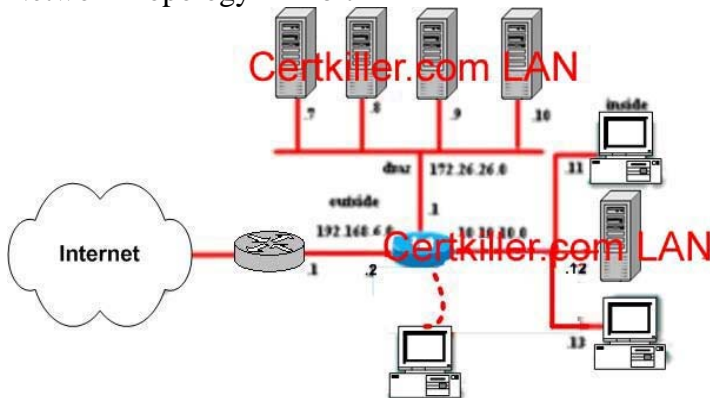 Certkiller.com LAN
.7
.8
.9
.10
inside
dmz
172.26.26.0
.11
outside
.1
192.168.6.0
10.10.10.0
Certkiller.com LAN
Internet
.1
.2
.12
.13